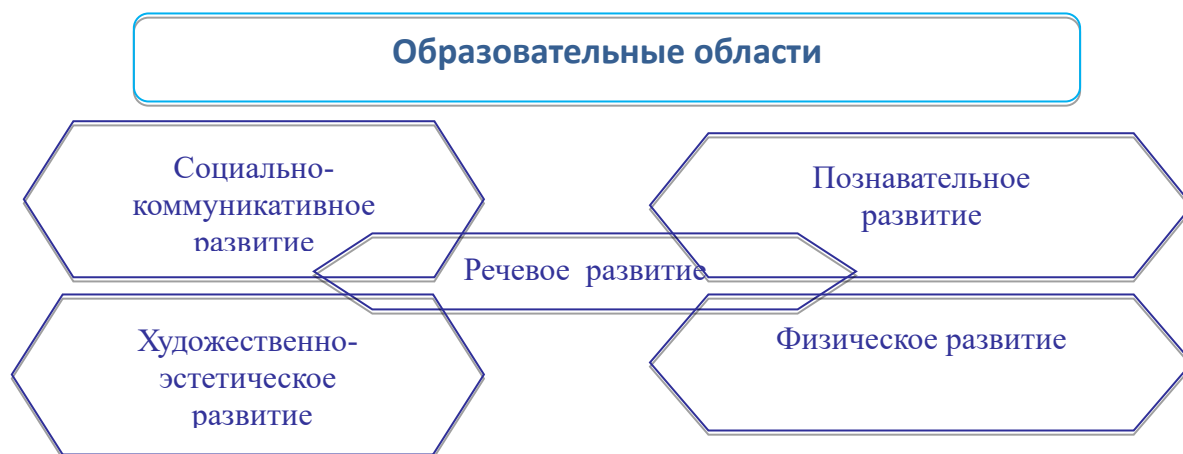 Образовательные области
Социально-
коммуникативное
развитие
Познавательное
развитие
Речевое развитие
Художественно-
эстетическое
развитие
Физическое развитие